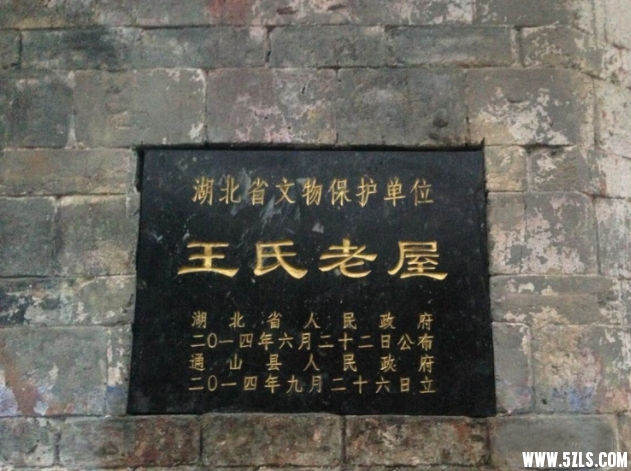 湖北省文物保护单位
王氏老屋
湖北省人民政府
二〇一四年六月二十二日公布
通山县人民政府
二〇一四年九月二十六日立
WWW.5ZLS.COM